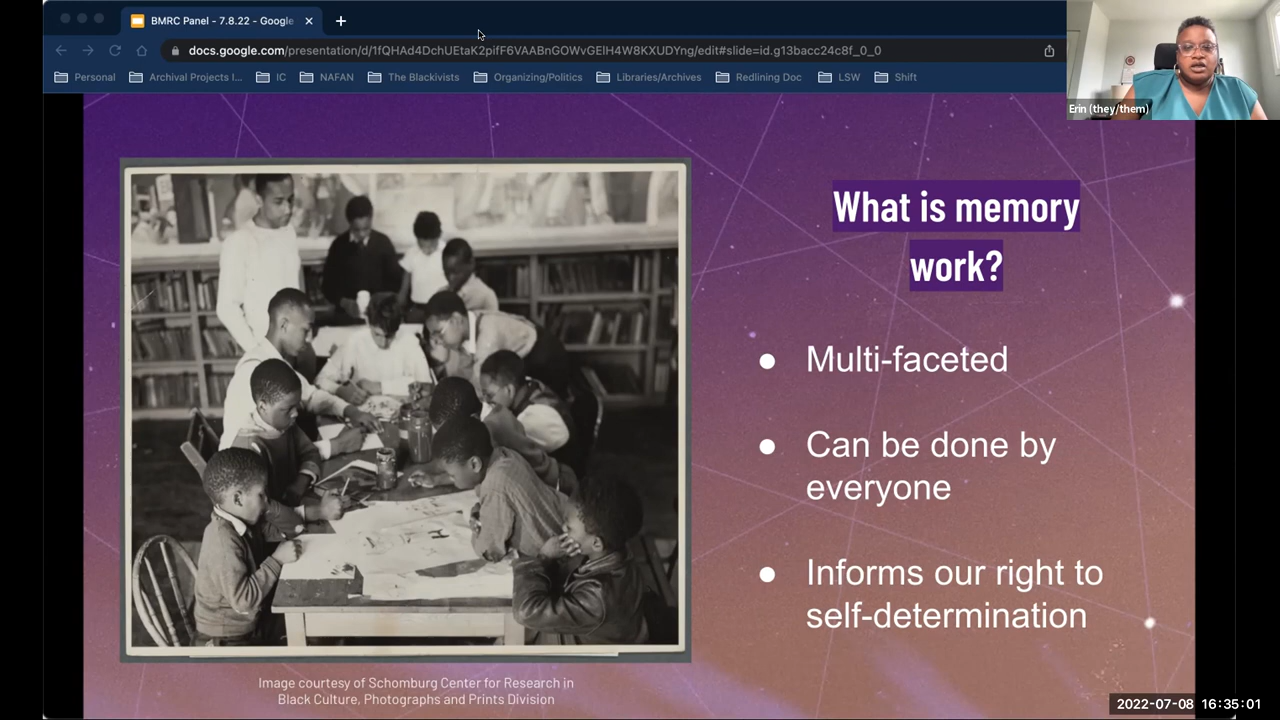 BMRC Panel - 7.8.22 - Google
docs.google.com/presentation/d/1fQHAd4DchUEtaK2pifF6VAABnGOWvGElH4W8KXUDYng/edit#slide=id.g13bacc24c8f_0_0
Personal
Archival Projects I...
IC
NAFAN
The Blackivists
Organizing/Politics
Libraries/Archives
Redlining Doc
LSW
Shift
Erin (they/them)
What is memory
work?
● Multi-faceted
● Can be done by
everyone
● Informs our right to
self-determination
Image courtesy of Schomburg Center for Research in
Black Culture, Photographs and Prints Division
2022-07-08 16:35:01